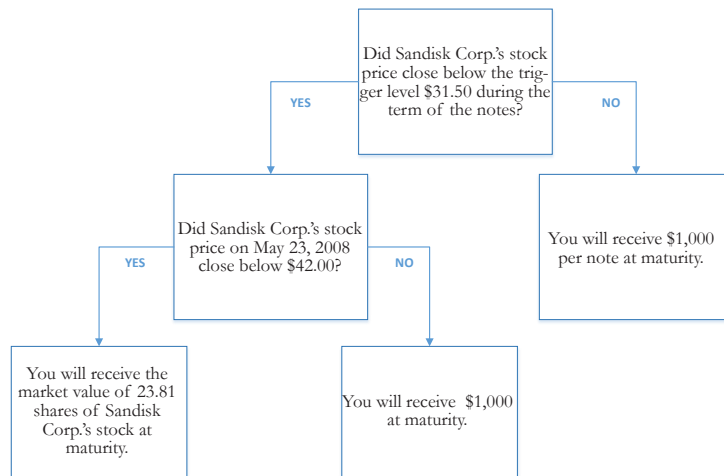 Did Sandisk Corp.'s stock
price close below the trig-
ger level $31.50 during the
term of the notes?
YES
NO
Did Sandisk Corp.'s stock
price on May 23, 2008
close below $42.00?
You will receive $1,000
per note at maturity.
YES
NO
You will receive the
market value of 23.81
shares of Sandisk
Corp.'s stock at
maturity.
You will receive $1,000
at maturity.